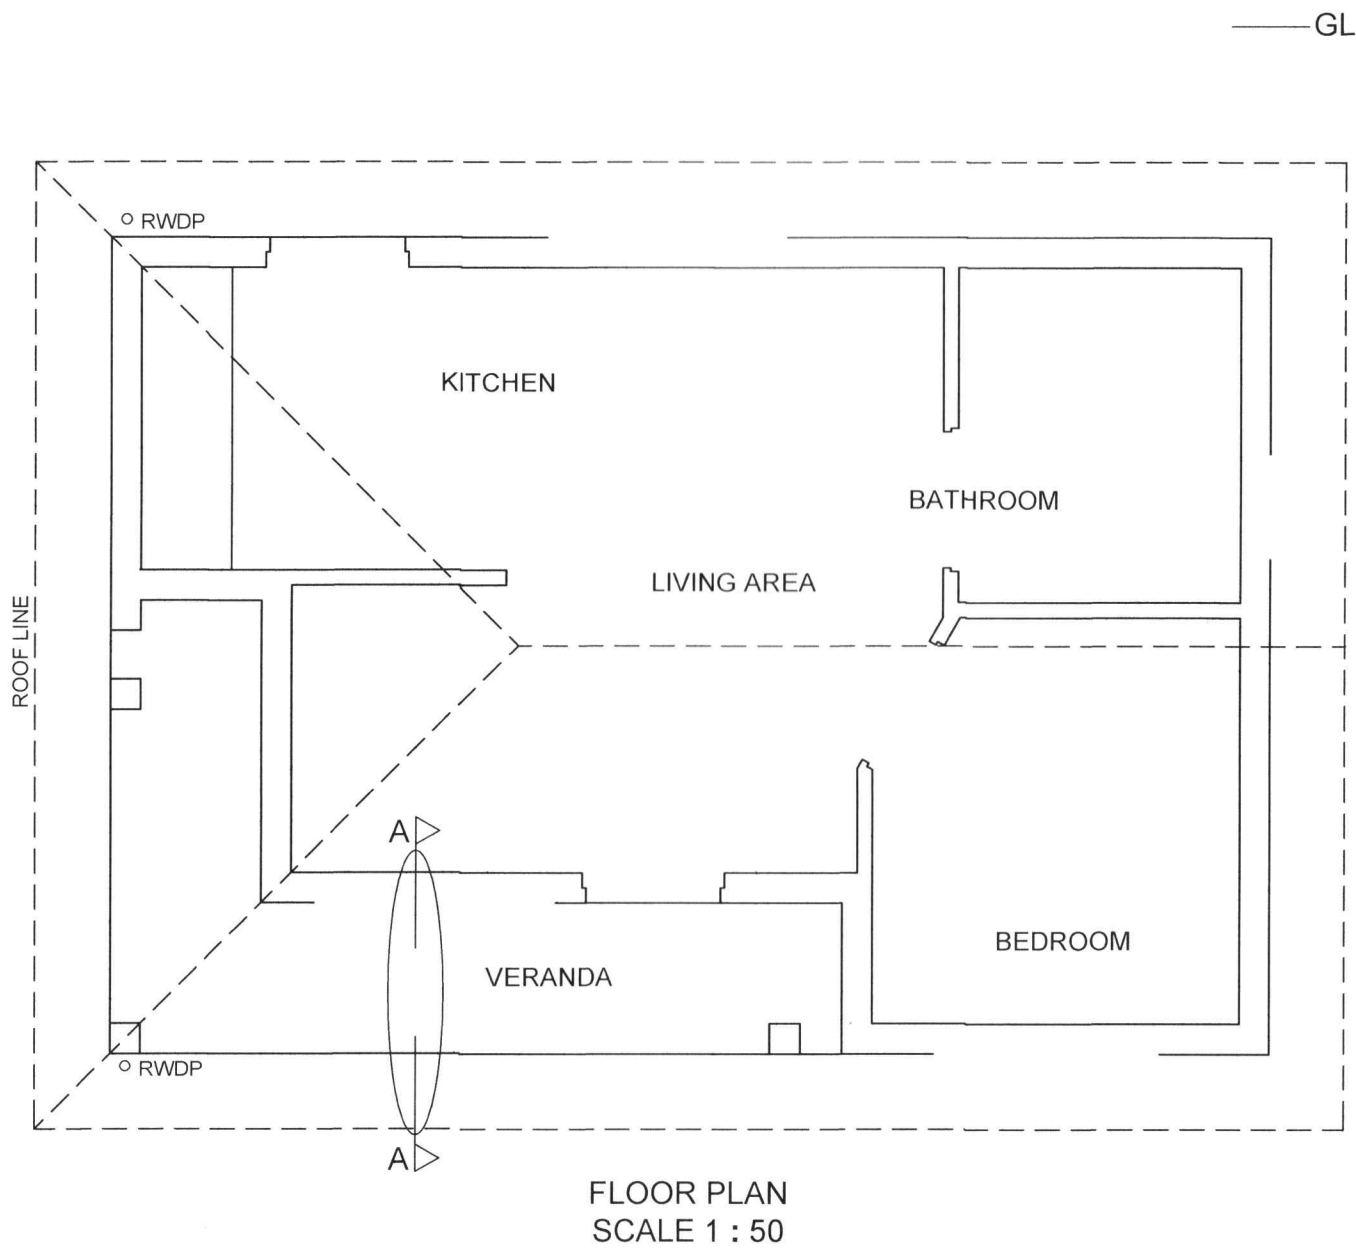 GL
RWDP
KITCHEN
BATHROOM
LIVING AREA
ROOF LINE
A
BEDROOM
VERANDA
RWDP
A
FLOOR PLAN
SCALE 1 : 50